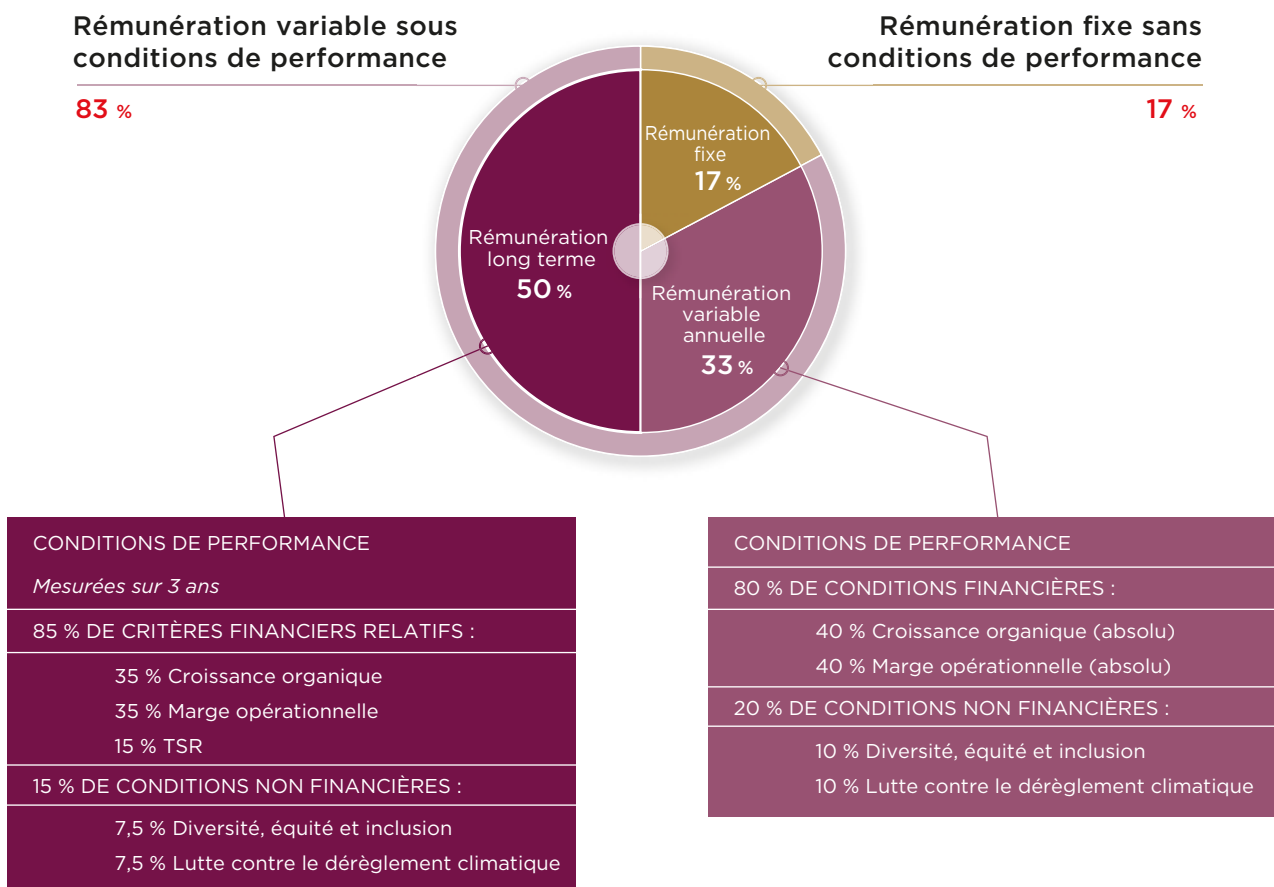 Rémunération variable sous
conditions de performance
83 %
Rémunération fixe sans
conditions de performance
17 %
Rémunération
fixe
17 %
Rémunération
long terme
50 %
Rémunération
variable
annuelle
33 %
CONDITIONS DE PERFORMANCE
Mesurées sur 3 ans
85 % DE CRITÈRES FINANCIERS RELATIFS :
35 % Croissance organique
35 % Marge opérationnelle
15 % TSR
15 % DE CONDITIONS NON FINANCIÈRES :
7,5 % Diversité, équité et inclusion
7,5 % Lutte contre le dérèglement climatique
CONDITIONS DE PERFORMANCE
80 % DE CONDITIONS FINANCIÈRES :
40 % Croissance organique (absolu)
40 % Marge opérationnelle (absolu)
20 % DE CONDITIONS NON FINANCIÈRES :
10 % Diversité, équité et inclusion
10 % Lutte contre le dérèglement climatique